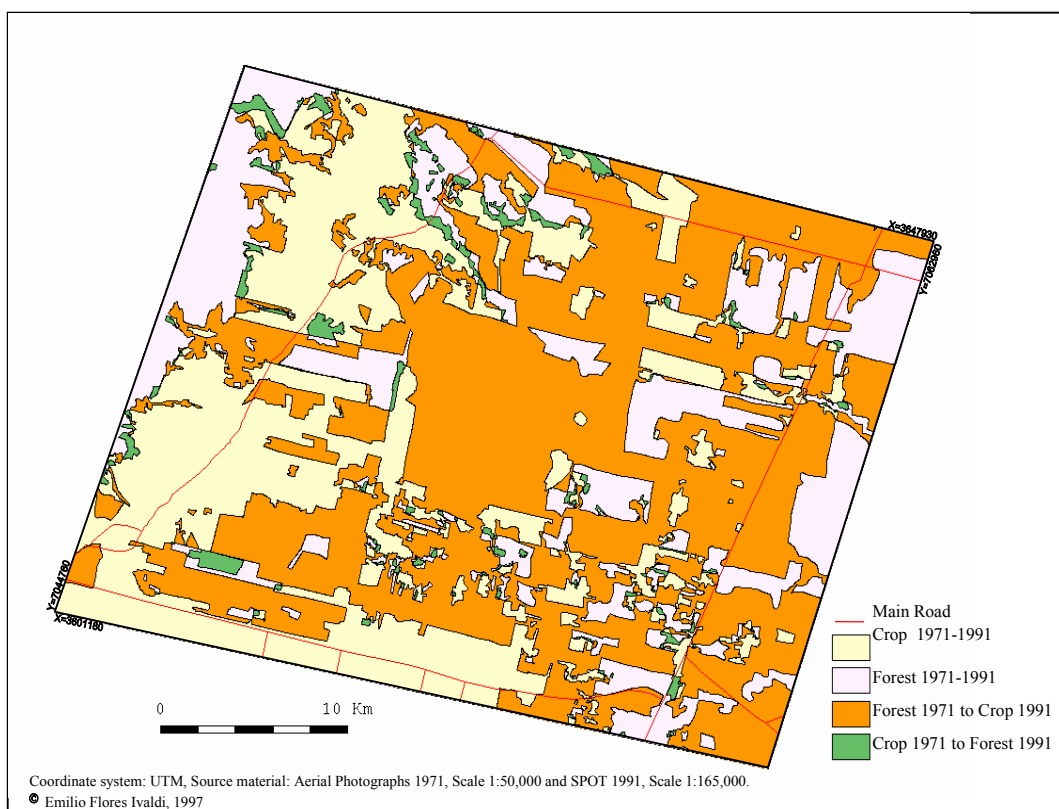 X=3647930
Y=7062960
Y=7044760
X=3601180
Main Road
Crop 1971-1991
Forest 1971-1991
Forest 1971 to Crop 1991
Crop 1971 to Forest 1991
0 10 Km
Coordinate system: UTM, Source material: Aerial Photographs 1971, Scale 1:50,000 and SPOT 1991, Scale 1:165,000.
© Emilio Flores Ivaldi, 1997